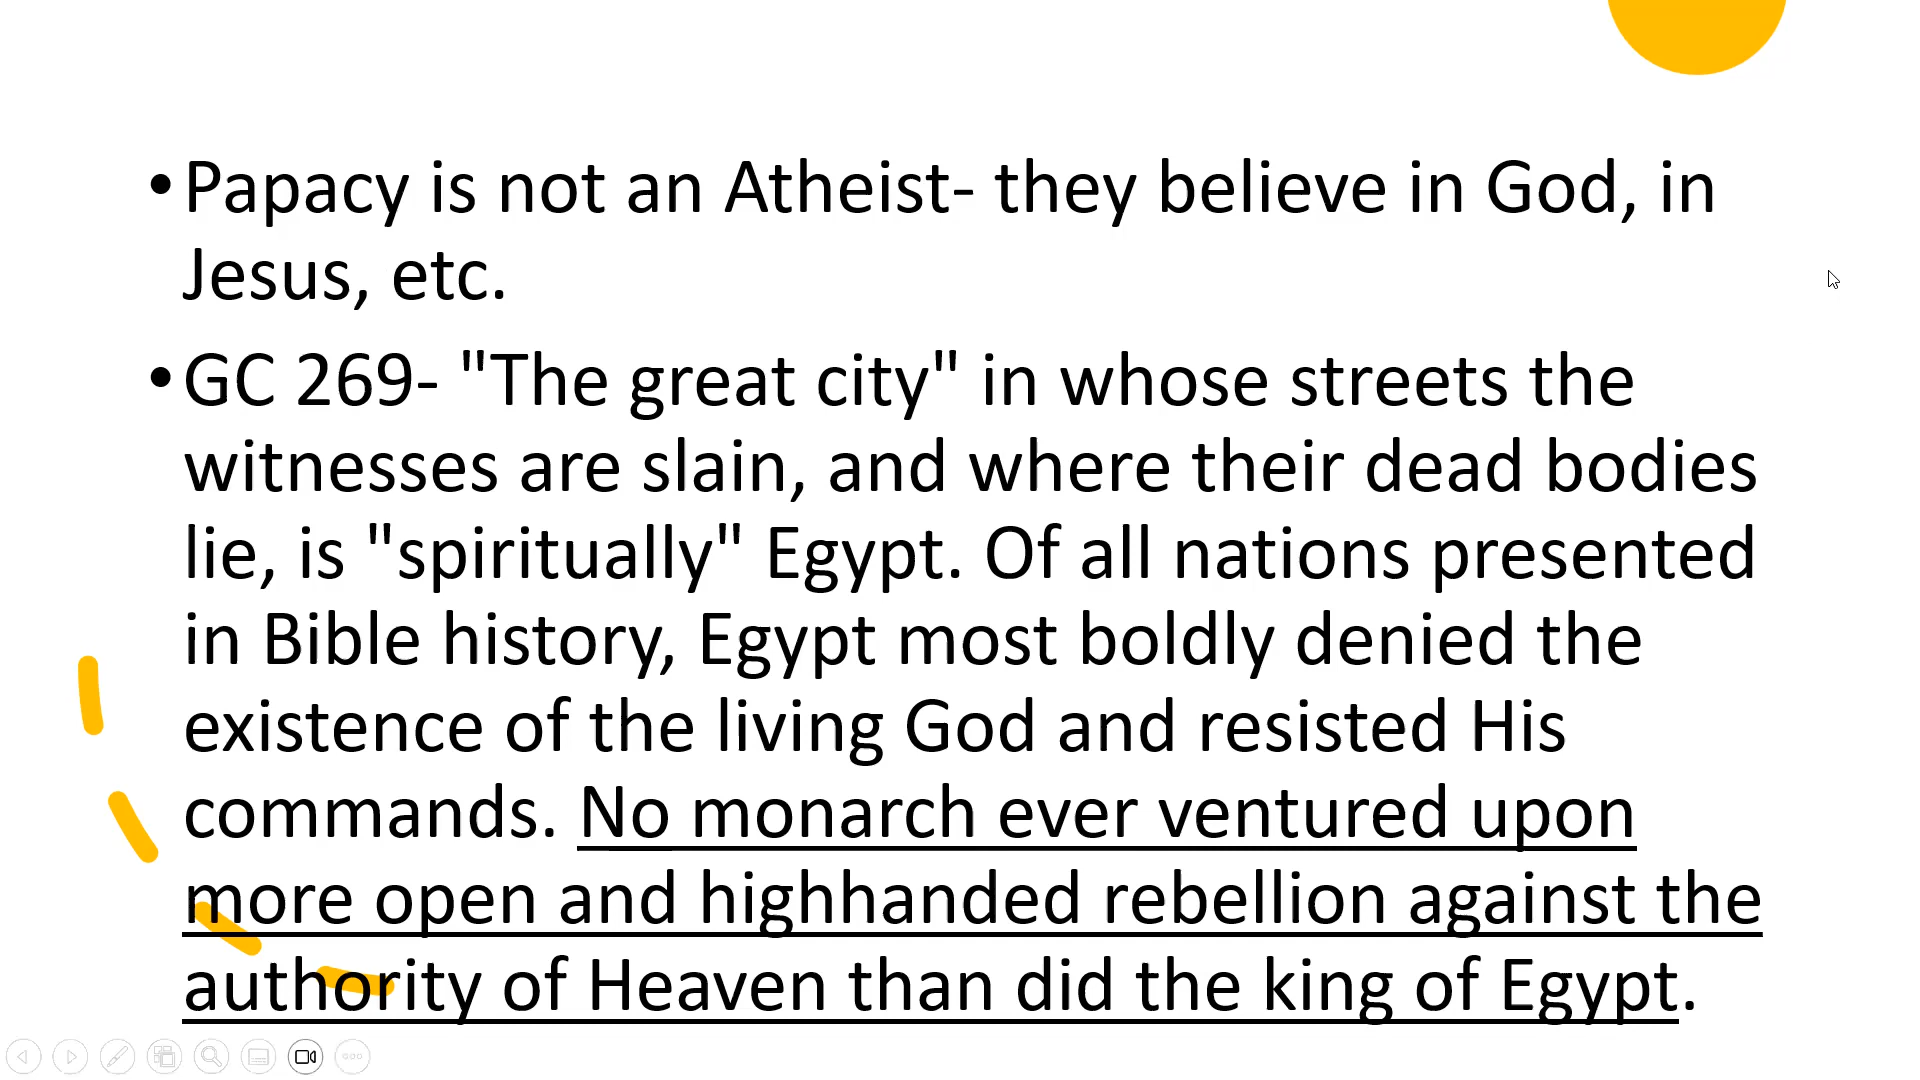 •Papacy is not an Atheist- they believe in God, in
Jesus, etc.
•GC 269- "The great city" in whose streets the
witnesses are slain, and where their dead bodies
lie, is "spiritually" Egypt. Of all nations presented
in Bible history, Egypt most boldly denied the
existence of the living God and resisted His
commands. No monarch ever ventured upon
more open and highhanded rebellion against the
authority of Heaven than did the king of Egypt.